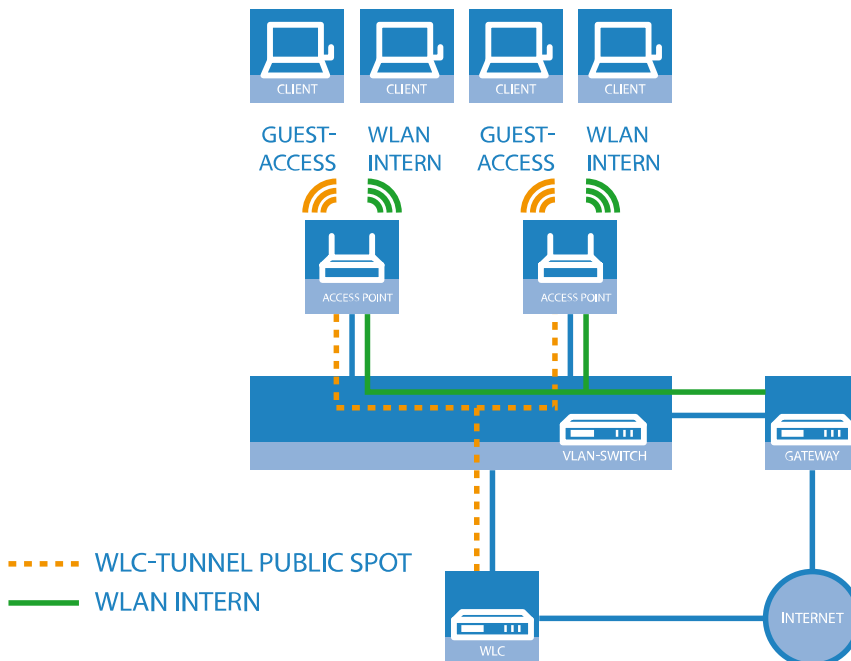 CLIENT
CLIENT
CLIENT
CLIENT
GUEST-
ACCESS
WLAN
INTERN
GUEST-
ACCESS
WLAN
INTERN
ACCESS POINT
ACCESS POINT
VLAN-SWITCH
GATEWAY
WLC-TUNNEL PUBLIC SPOT
WLAN INTERN
WLC
INTERNET